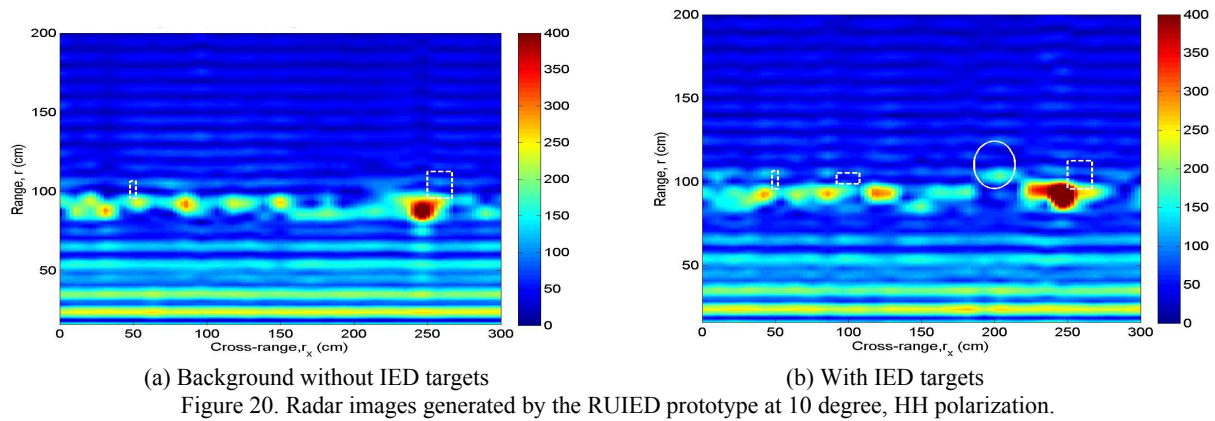 200
150
100
50
0 50 100 150 200 250 300
Range, r (cm)
Cross-range,r_x (cm)
400
350
300
250
200
150
100
50
0
(a) Background without IED targets
200
150
100
50
0 50 100 150 200 250 300
Range, r (cm)
Cross-range,r_x (cm)
400
350
300
250
200
150
100
50
0
(b) With IED targets
Figure 20. Radar images generated by the RUIED prototype at 10 degree, HH polarization.